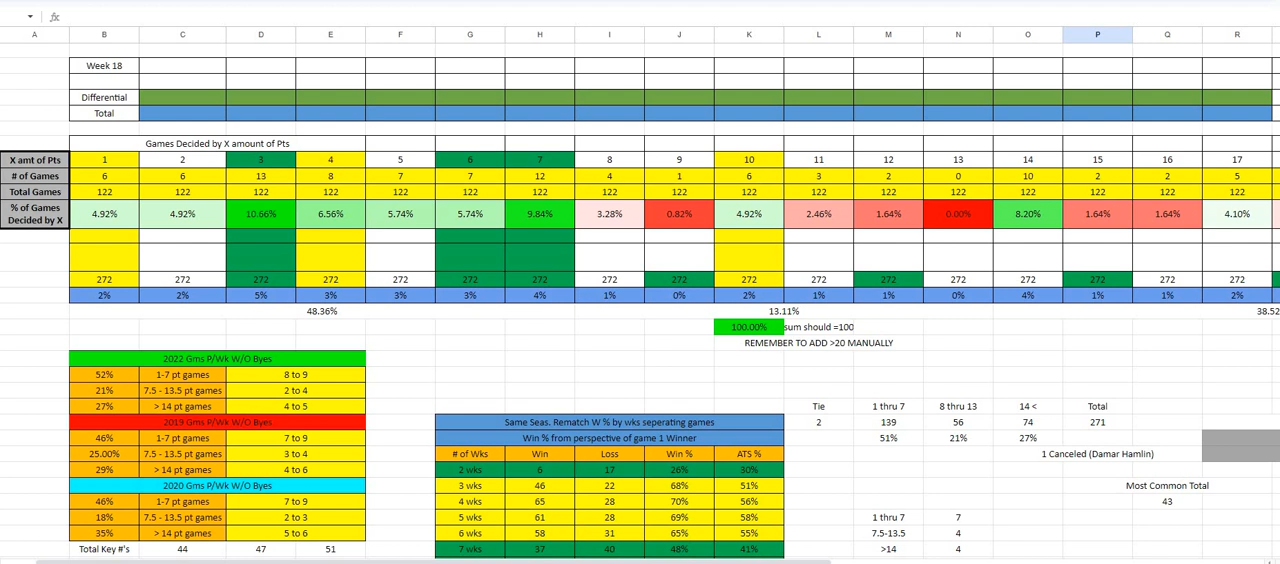 fx
A B C D E F G H I J K L M N O P Q R
Week 18
Differential
Total
Games Decided by X amount of Pts
X amt of Pts 1 2 3 4 5 6 7 8 9 10 11 12 13 14 15 16 17
# of Games 6 6 13 8 7 7 12 4 1 6 3 2 0 10 2 2 5
Total Games 122 122 122 122 122 122 122 122 122 122 122 122 122 122 122 122 122
% of Games
Decided by X 4.92% 4.92% 10.66% 6.56% 5.74% 5.74% 9.84% 3.28% 0.82% 4.92% 2.46% 1.64% 0.00% 8.20% 1.64% 1.64% 4.10%
272 272 272 272 272 272 272 272 272 272 272 272 272 272 272 272 272
2% 2% 5% 3% 3% 3% 4% 1% 0% 2% 1% 1% 0% 4% 1% 1% 2%
48.36% 13.11% 38.52
100.00% sum should =100
REMEMBER TO ADD >20 MANUALLY
2022 Gms P/Wk W/O Byes
52% 1-7 pt games 8 to 9
21% 7.5 - 13.5 pt games 2 to 4
27% > 14 pt games 4 to 5
2019 Gms P/Wk W/O Byes
46% 1-7 pt games 7 to 9
25.00% 7.5 - 13.5 pt games 3 to 4
29% > 14 pt games 4 to 6
2020 Gms P/Wk W/O Byes
46% 1-7 pt games 7 to 9
18% 7.5 - 13.5 pt games 2 to 3
35% > 14 pt games 5 to 6
Total Key #'s 44 47 51
Same Seas. Rematch W % by wks seperating games
Win % from perspective of game 1 Winner
# of Wks Win Loss Win % ATS %
2 wks 6 17 26% 30%
3 wks 46 22 68% 51%
4 wks 65 28 70% 56%
5 wks 61 28 69% 58%
6 wks 58 31 65% 55%
7 wks 37 40 48% 41%
Tie 1 thru 7 8 thru 13 14 < Total
2 139 56 74 271
51% 21% 27%
1 Canceled (Damar Hamlin)
Most Common Total
43
1 thru 7 7
7.5-13.5 4
>14 4